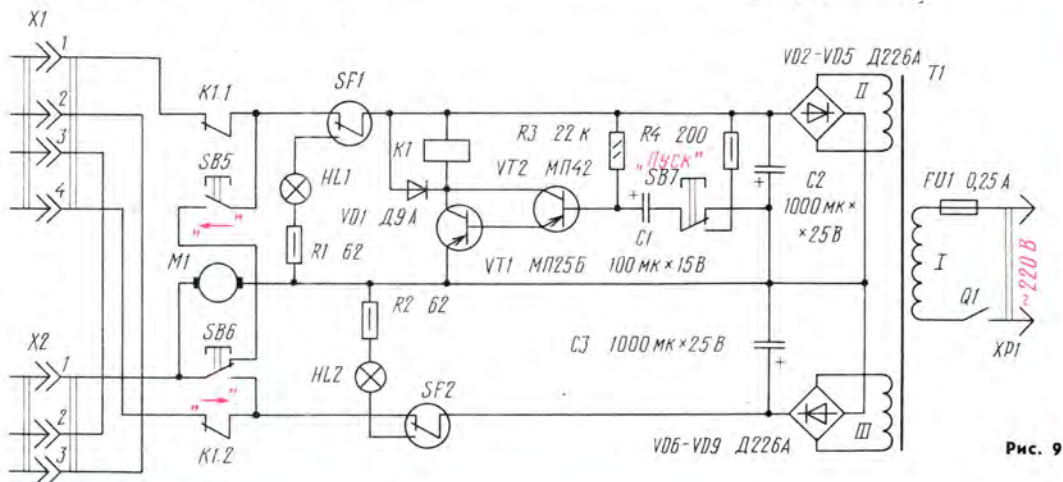 X1
1
2
3
4
K1.1
SB5
„←”
M1
X2
SB6
1
2
3
„→”
K1.2
SF1
HL1
R1 62
R2 62
HL2
SF2
K1
VD1 Д9А
VT2 МП42
VT1 МП25Б
R3 22 к
R4 200
„ПУСК”
SB7
C1
100 мк × 15 В
C2
1000 мк ×
× 25 В
C3 1000 мк × 25 В
VD2-VD5 Д226А
VD6-VD9 Д226А
T1
II
I
III
FU1 0,25 А
~220 В
Q1
XP1
Рис. 9